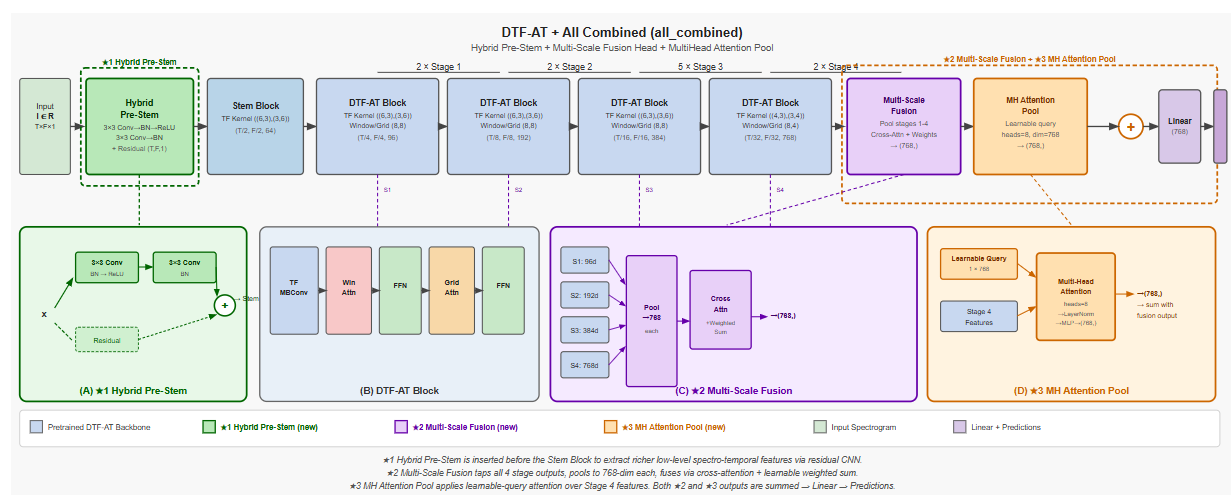 DTF-AT + All Combined (all_combined)
Hybrid Pre-Stem + Multi-Scale Fusion Head + MultiHead Attention Pool
★1 Hybrid Pre-Stem
2 × Stage 1
2 × Stage 2
5 × Stage 3
2 × Stage 4
★2 Multi-Scale Fusion + ★3 MH Attention Pool
Input
I ∈ R
T×F×1
Hybrid
Pre-Stem
3×3 Conv→BN→ReLU
3×3 Conv→BN
+ Residual (T,F,1)
Stem Block
TF Kernel ((6,3),(3,6))
(T/2, F/2, 64)
DTF-AT Block
TF Kernel ((6,3),(3,6))
Window/Grid (8,8)
(T/4, F/4, 96)
DTF-AT Block
TF Kernel ((6,3),(3,6))
Window/Grid (8,8)
(T/8, F/8, 192)
DTF-AT Block
TF Kernel ((6,3),(3,6))
Window/Grid (8,8)
(T/16, F/16, 384)
DTF-AT Block
TF Kernel ((4,3),(3,4))
Window/Grid (8,8)
(T/32, F/32, 768)
Multi-Scale
Fusion
Pool stages 1-4
Cross-Attn + Weights
→ (768,)
MH Attention
Pool
Learnable query
heads=8, dim=768
→ (768,)
+
Linear
(768)
S1
S2
S3
S4
x
3×3 Conv
BN → ReLU
3×3 Conv
BN
Residual
+
→ Stem
(A) ★1 Hybrid Pre-Stem
TF
MBConv
Win
Attn
FFN
Grid
Attn
FFN
(B) DTF-AT Block
S1: 96d
S2: 192d
S3: 384d
S4: 768d
Pool
→768
each
Cross
Attn
+Weighted
Sum
→(768,)
(C) ★2 Multi-Scale Fusion
Learnable Query
1 × 768
Stage 4
Features
Multi-Head
Attention
heads=8
→LayerNorm
→(768,)
→ sum with
fusion output
(D) ★3 MH Attention Pool
Pretrained DTF-AT Backbone
★1 Hybrid Pre-Stem (new)
★2 Multi-Scale Fusion (new)
★3 MH Attention Pool (new)
Input Spectrogram
Linear + Predictions
★1 Hybrid Pre-Stem is inserted before the Stem Block to extract richer low-level spectro-temporal features via residual CNN.
★2 Multi-Scale Fusion taps all 4 stage outputs, pools to 768-dim each, fuses via cross-attention + learnable weighted sum.
★3 MH Attention Pool applies learnable-query attention over Stage 4 features. Both ★2 and ★3 outputs are summed → Linear → Predictions.